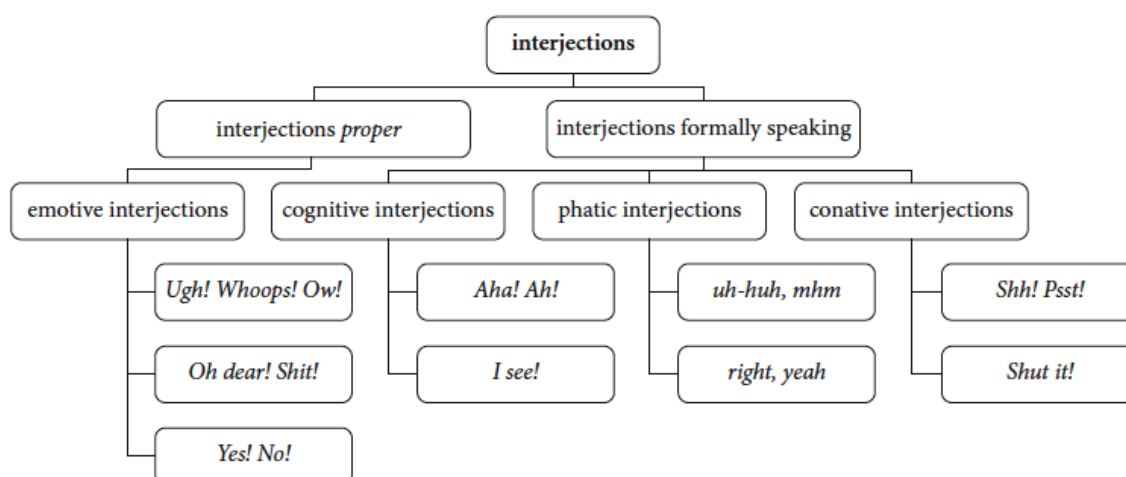 interjections
interjections proper
interjections formally speaking
emotive interjections
cognitive interjections
phatic interjections
conative interjections
Ugh! Whoops! Ow!
Aha! Ah!
uh-huh, mhm
Shh! Psst!
Oh dear! Shit!
I see!
right, yeah
Shut it!
Yes! No!